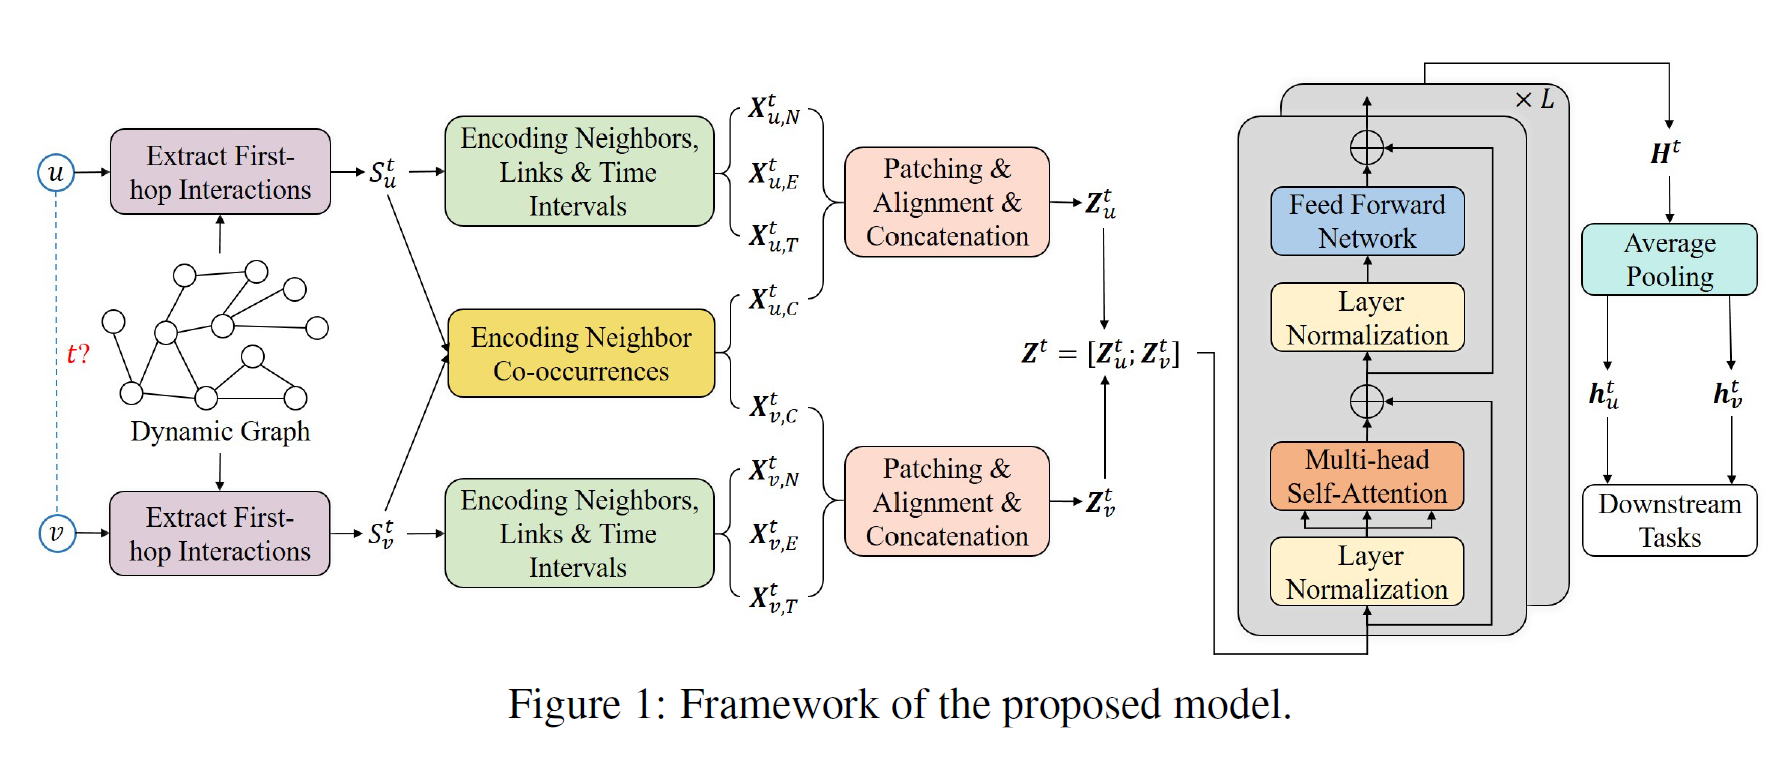 u
Extract First-
hop Interactions
S_u^t
Encoding Neighbors,
Links & Time
Intervals
X_{u,N}^t
X_{u,E}^t
X_{u,T}^t
X_{u,C}^t
Patching &
Alignment &
Concatenation
Z_u^t
t?
Dynamic Graph
Encoding Neighbor
Co-occurrences
Z^t = [Z_u^t; Z_v^t]
v
Extract First-
hop Interactions
S_v^t
Encoding Neighbors,
Links & Time
Intervals
X_{v,C}^t
X_{v,N}^t
X_{v,E}^t
X_{v,T}^t
Patching &
Alignment &
Concatenation
Z_v^t
× L
Feed Forward
Network
Layer
Normalization
Multi-head
Self-Attention
Layer
Normalization
H^t
Average
Pooling
h_u^t
h_v^t
Downstream
Tasks
Figure 1: Framework of the proposed model.